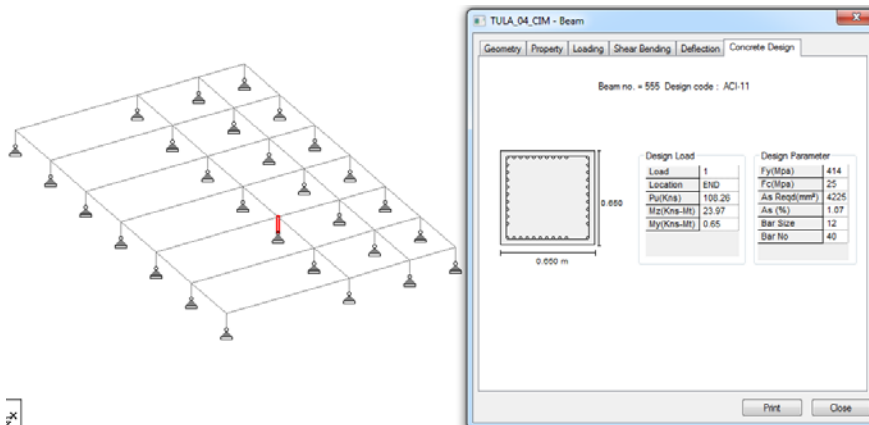 TULA_04_CIM - Beam
Geometry Property Loading Shear Bending Deflection Concrete Design
Beam no. = 555 Design code : ACI-11
0.660
0.660 m
Design Load
Load 1
Location END
Pu(Kns) 108.26
Mz(Kns-Mt) 23.97
My(Kns-Mt) 0.65
Design Parameter
Fy(Mpa) 414
Fc(Mpa) 25
As Reqd(mm²) 4225
As (%) 1.07
Bar Size 12
Bar No 40
Print Close